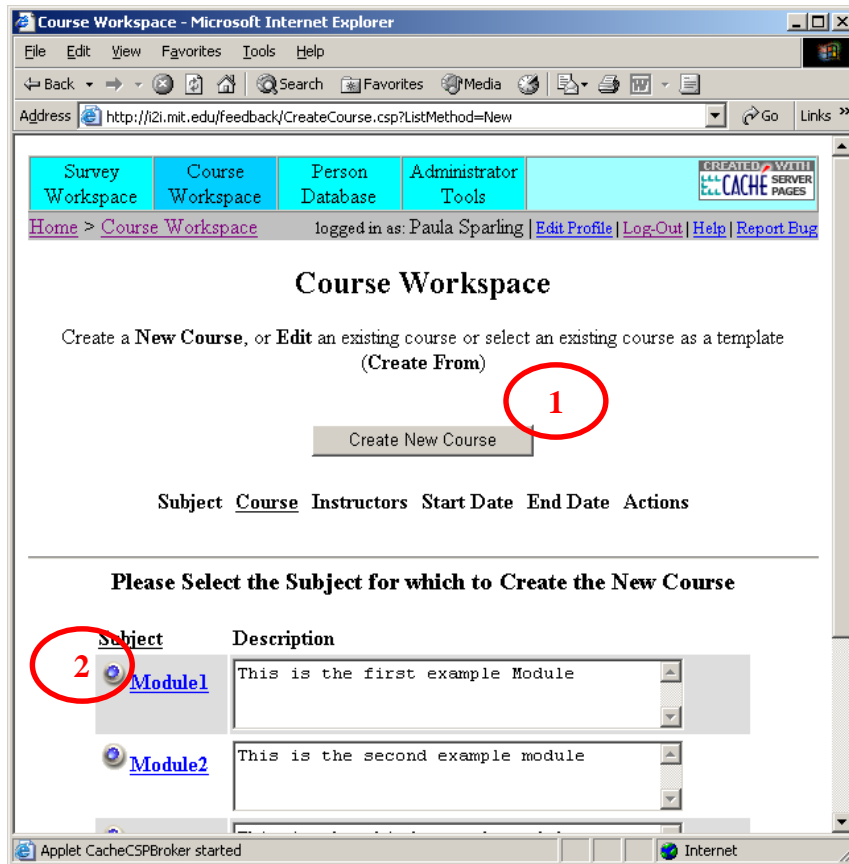 Course Workspace - Microsoft Internet Explorer
File Edit View Favorites Tools Help
Back Search Favorites Media
Address http://i2i.mit.edu/feedback/CreateCourse.csp?ListMethod=New Go Links »
Survey Workspace Course Workspace Person Database Administrator Tools CREATED WITH CACHÉ SERVER PAGES
Home > Course Workspace logged in as: Paula Sparling | Edit Profile | Log-Out | Help | Report Bug
Course Workspace
Create a New Course, or Edit an existing course or select an existing course as a template
(Create From)
1
Create New Course
Subject Course Instructors Start Date End Date Actions
Please Select the Subject for which to Create the New Course
Subject Description
2 Module1 This is the first example Module
Module2 This is the second example module
Applet CacheCSPBroker started Internet